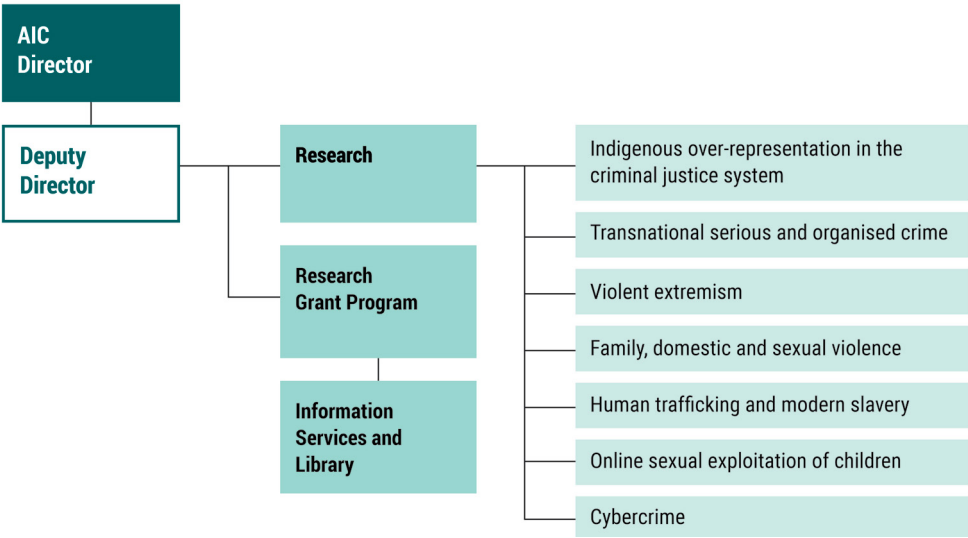 AIC
Director
Deputy
Director
Research
Research
Grant Program
Information
Services and
Library
Indigenous over-representation in the
criminal justice system
Transnational serious and organised crime
Violent extremism
Family, domestic and sexual violence
Human trafficking and modern slavery
Online sexual exploitation of children
Cybercrime